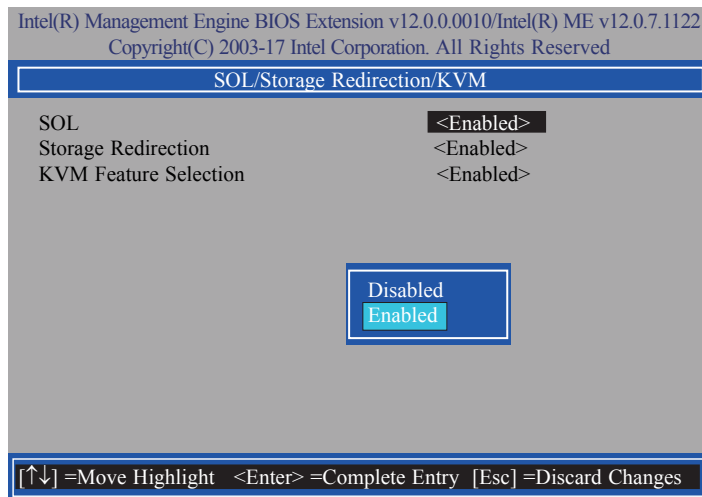 Intel(R) Management Engine BIOS Extension v12.0.0.0010/Intel(R) ME v12.0.7.1122
Copyright(C) 2003-17 Intel Corporation. All Rights Reserved
SOL/Storage Redirection/KVM
SOL <Enabled>
Storage Redirection <Enabled>
KVM Feature Selection <Enabled>
Disabled
Enabled
[↑↓] =Move Highlight <Enter> =Complete Entry [Esc] =Discard Changes